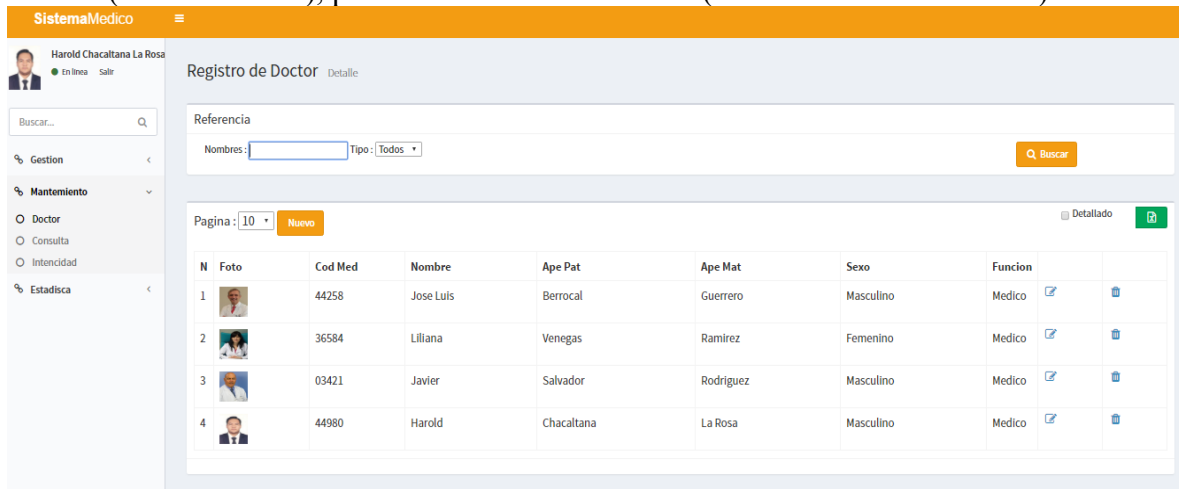 SistemaMedico
Harold Chacaltana La Rosa
En linea Salir
Buscar...
Gestion
Mantemiento
Doctor
Consulta
Intencidad
Estadisca
Registro de Doctor Detalle
Referencia
Nombres : Tipo : Todos Buscar
Pagina : 10 Nuevo Detallado
N Foto Cod Med Nombre Ape Pat Ape Mat Sexo Funcion
1 44258 Jose Luis Berrocal Guerrero Masculino Medico
2 36584 Liliana Venegas Ramirez Femenino Medico
3 03421 Javier Salvador Rodriguez Masculino Medico
4 44980 Harold Chacaltana La Rosa Masculino Medico